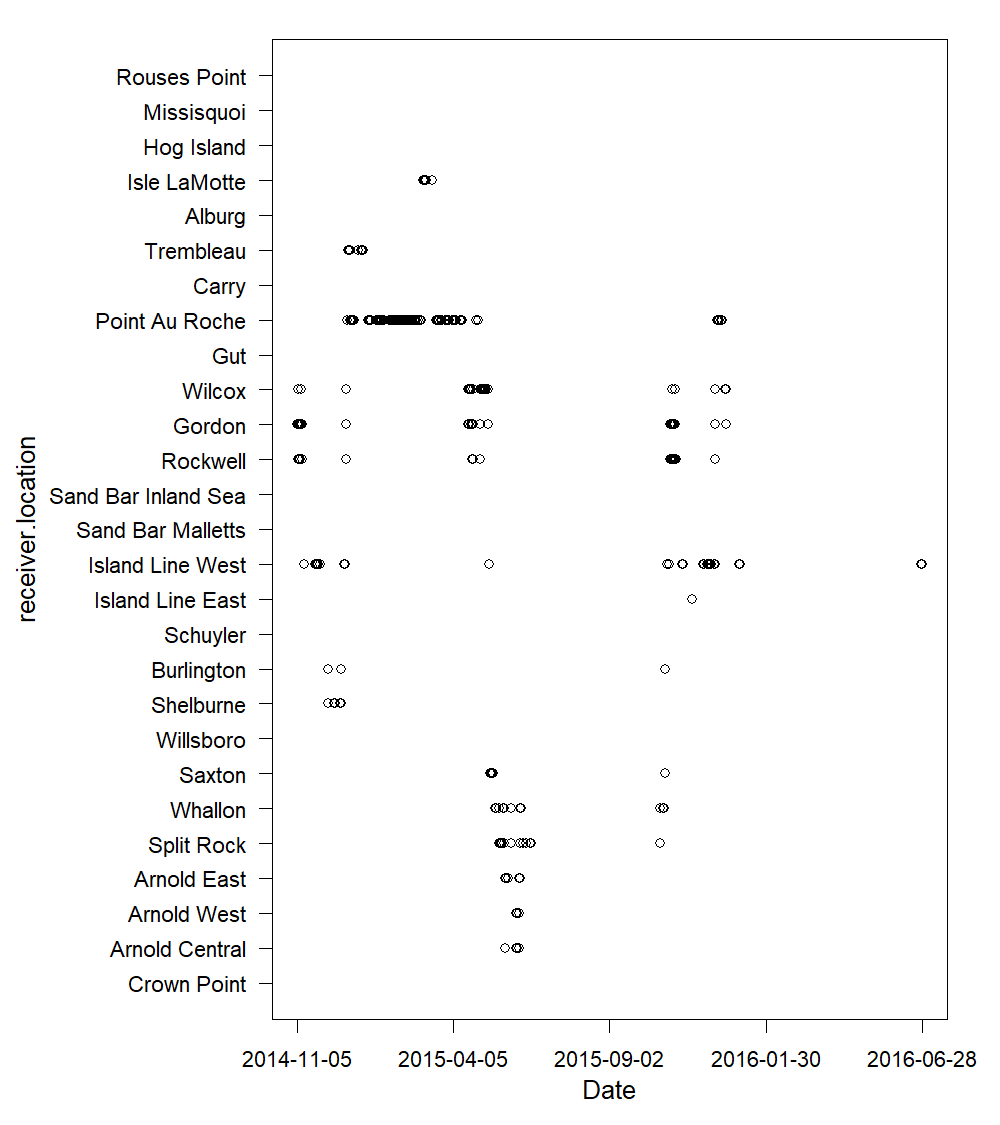 Rouses Point
Missisquoi
Hog Island
Isle LaMotte
Alburg
Trembleau
Carry
Point Au Roche
Gut
Wilcox
Gordon
Rockwell
Sand Bar Inland Sea
Sand Bar Malletts
Island Line West
Island Line East
Schuyler
Burlington
Shelburne
Willsboro
Saxton
Whallon
Split Rock
Arnold East
Arnold West
Arnold Central
Crown Point
receiver.location
2014-11-05 2015-04-05 2015-09-02 2016-01-30 2016-06-28
Date